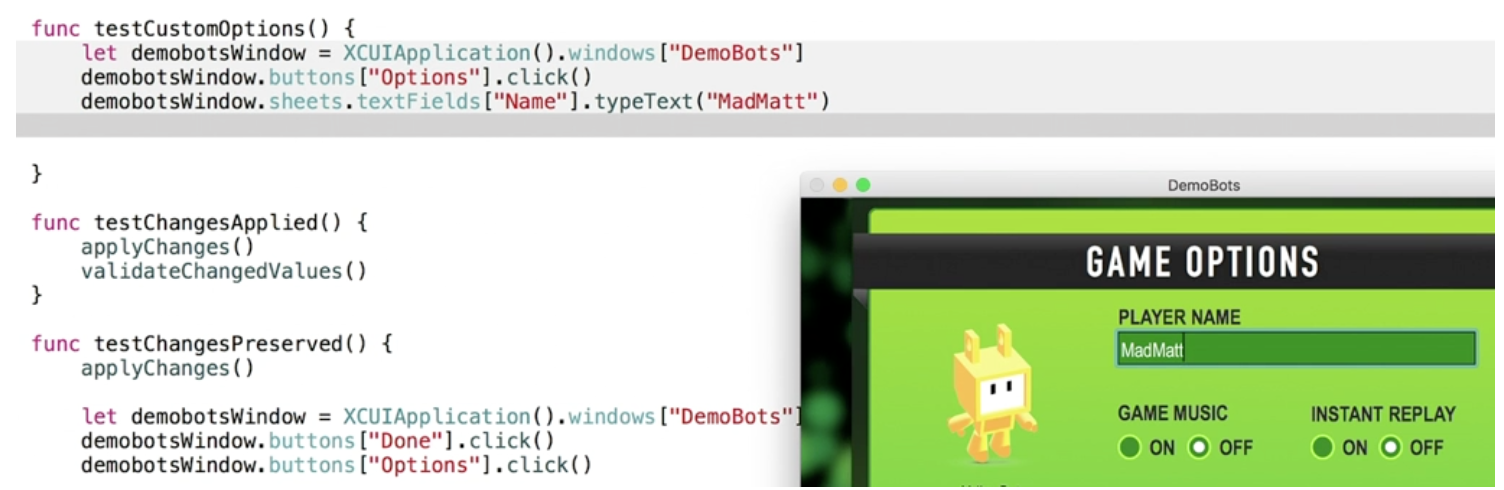 func testCustomOptions() {
let demobotsWindow = XCUIApplication().windows["DemoBots"]
demobotsWindow.buttons["Options"].click()
demobotsWindow.sheets.textFields["Name"].typeText("MadMatt")
}
func testChangesApplied() {
applyChanges()
validateChangedValues()
}
func testChangesPreserved() {
applyChanges()
let demobotsWindow = XCUIApplication().windows["DemoBots"]
demobotsWindow.buttons["Done"].click()
demobotsWindow.buttons["Options"].click()
DemoBots
GAME OPTIONS
PLAYER NAME
MadMatt
GAME MUSIC
ON OFF
INSTANT REPLAY
ON OFF